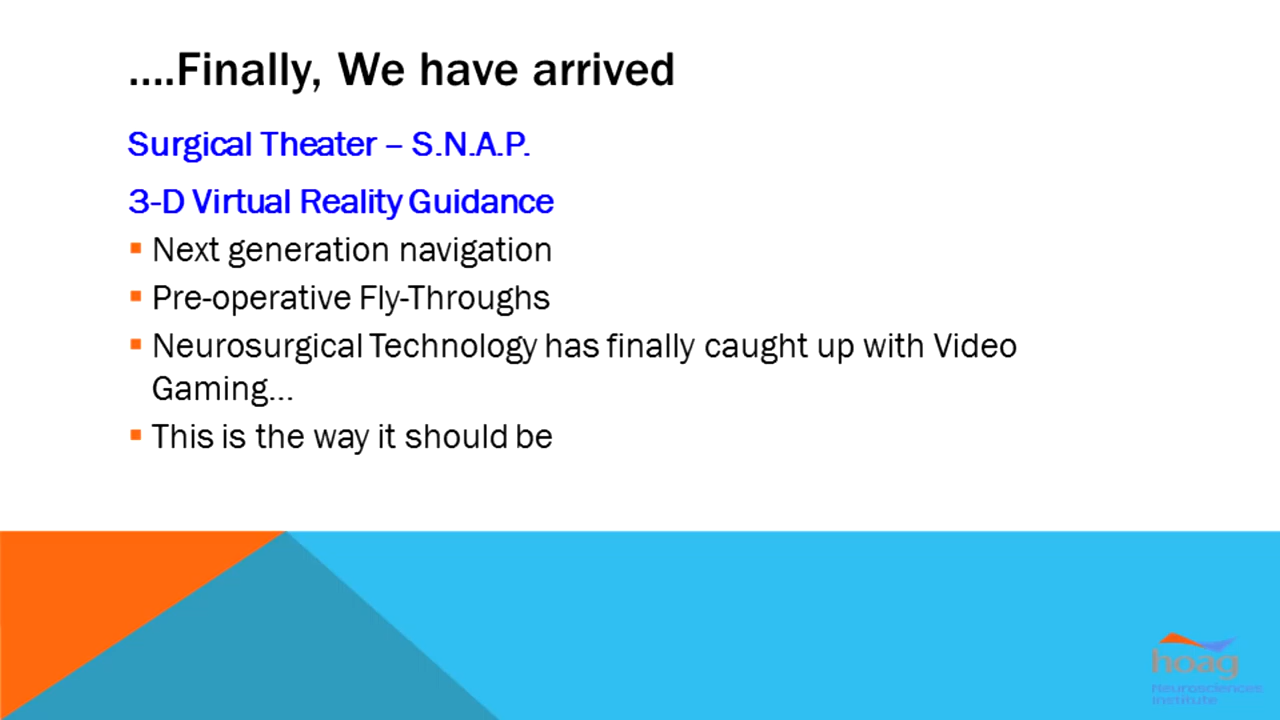 ....Finally, We have arrived
Surgical Theater – S.N.A.P.
3-D Virtual Reality Guidance
▪ Next generation navigation
▪ Pre-operative Fly-Throughs
▪ Neurosurgical Technology has finally caught up with Video
Gaming...
▪ This is the way it should be
hoag
Neurosciences
Institute